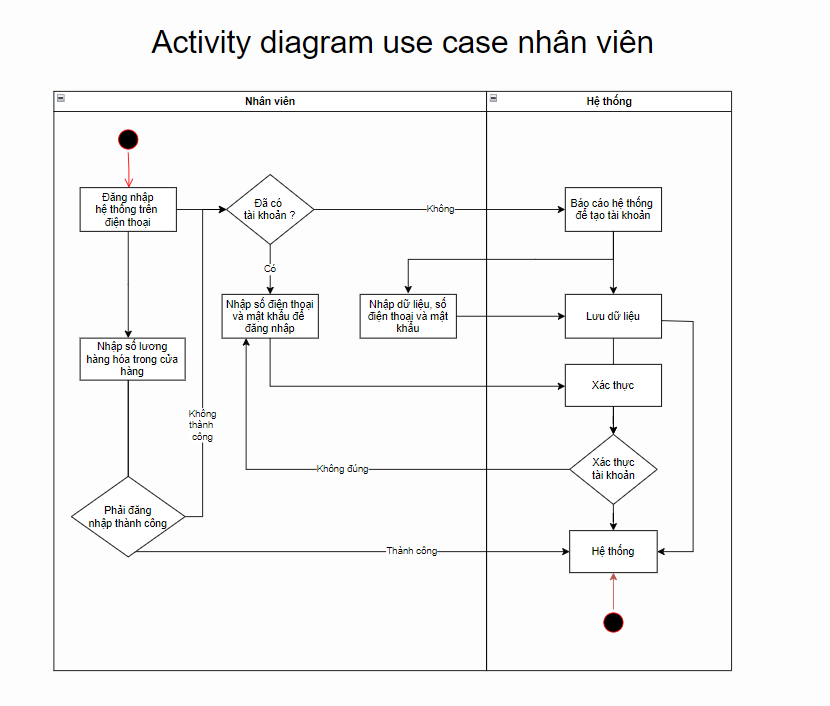 Activity diagram use case nhân viên
Nhân viên
Hệ thống
Đăng nhập
hệ thống trên
điện thoại
Đã có
tài khoản ?
Không
Báo cáo hệ thống
để tạo tài khoản
Có
Nhập số điện thoại
và mật khẩu để
đăng nhập
Nhập dữ liệu, số
điện thoại và mật
khẩu
Lưu dữ liệu
Nhập số lương
hàng hóa trong cửa
hàng
Xác thực
Không
thành
công
Không đúng
Xác thực
tài khoản
Phải đăng
nhập thành công
Thành công
Hệ thống